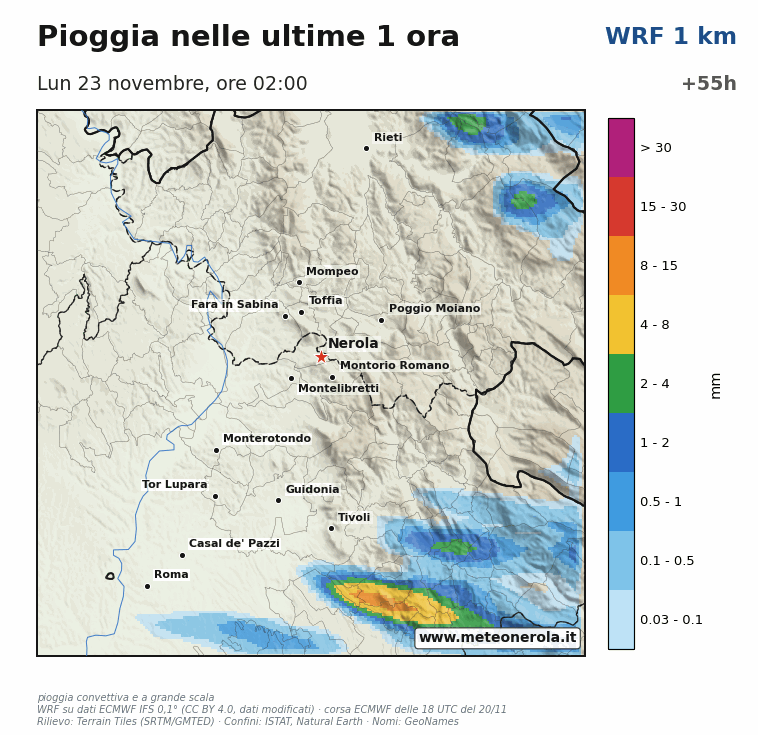 Pioggia nelle ultime 1 ora
WRF 1 km
Lun 23 novembre, ore 02:00
+55h
Rieti
Mompeo
Toffia
Fara in Sabina
Poggio Moiano
Nerola
Montorio Romano
Montelibretti
Monterotondo
Tor Lupara
Guidonia
Tivoli
Casal de' Pazzi
Roma
www.meteonerola.it
> 30
15 - 30
8 - 15
4 - 8
2 - 4
1 - 2
0.5 - 1
0.1 - 0.5
0.03 - 0.1
mm
pioggia convettiva e a grande scala
WRF su dati ECMWF IFS 0,1° (CC BY 4.0, dati modificati) · corsa ECMWF delle 18 UTC del 20/11
Rilievo: Terrain Tiles (SRTM/GMTED) · Confini: ISTAT, Natural Earth · Nomi: GeoNames